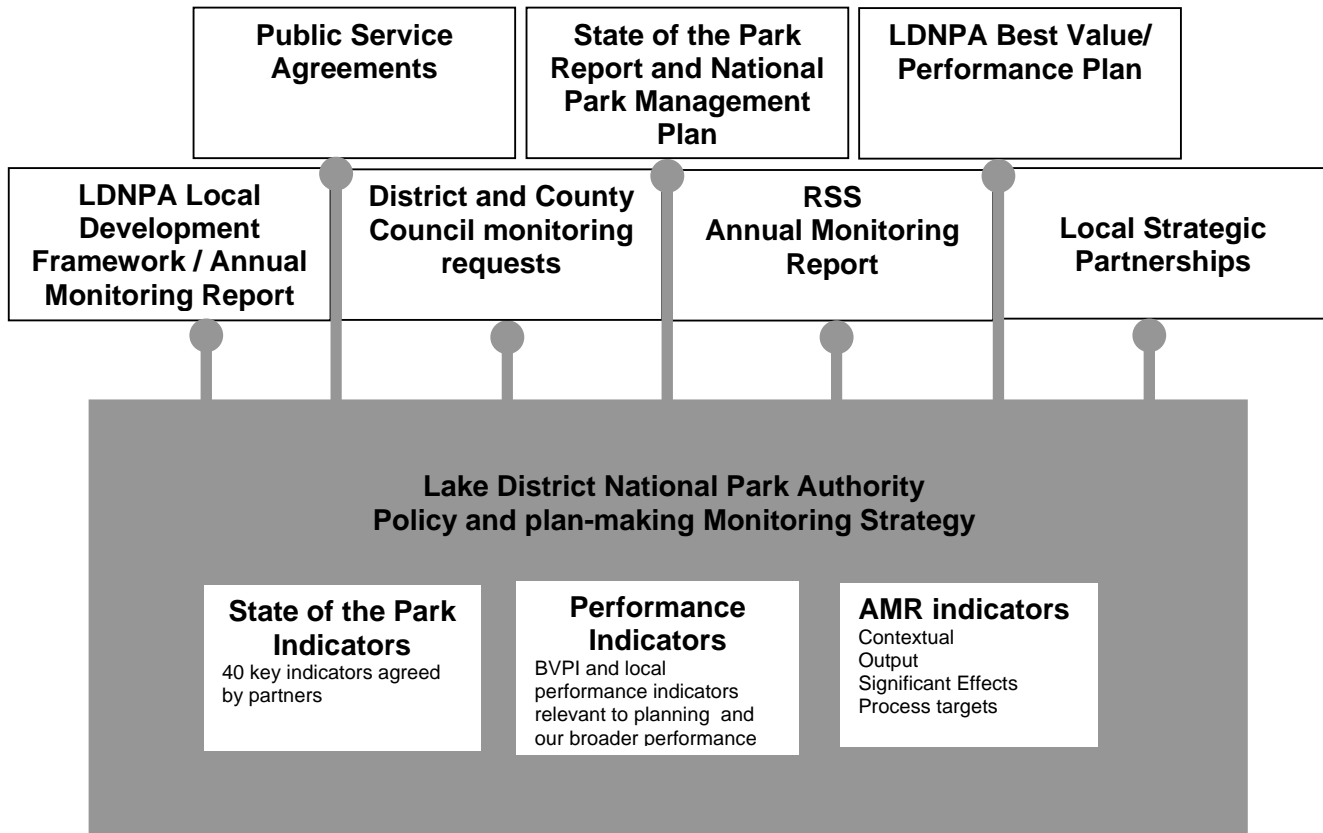 Public Service
Agreements
State of the Park
Report and National
Park Management
Plan
LDNPA Best Value/
Performance Plan
LDNPA Local
Development
Framework / Annual
Monitoring Report
District and County
Council monitoring
requests
RSS
Annual Monitoring
Report
Local Strategic
Partnerships
Lake District National Park Authority
Policy and plan-making Monitoring Strategy
State of the Park
Indicators
40 key indicators agreed
by partners
Performance
Indicators
BVPI and local
performance indicators
relevant to planning and
our broader performance
AMR indicators
Contextual
Output
Significant Effects
Process targets